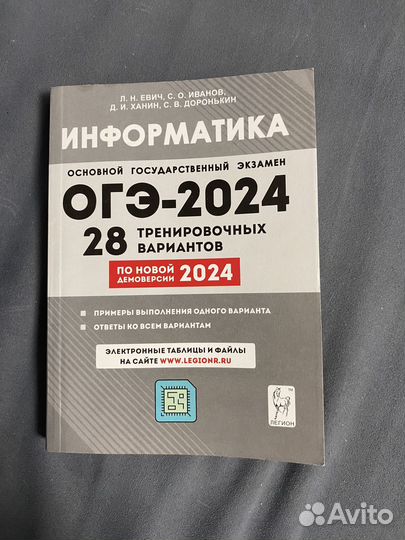 Л. Н. ЕВИЧ, С. О. ИВАНОВ,
Д. И. ХАНИН, С. В. ДОРОНЬКИН
ИНФОРМАТИКА
ОСНОВНОЙ ГОСУДАРСТВЕННЫЙ ЭКЗАМЕН
ОГЭ-2024
28 ТРЕНИРОВОЧНЫХ
ВАРИАНТОВ
ПО НОВОЙ
ДЕМОВЕРСИИ 2024
ПРИМЕРЫ ВЫПОЛНЕНИЯ ОДНОГО ВАРИАНТА
ОТВЕТЫ КО ВСЕМ ВАРИАНТАМ
ЭЛЕКТРОННЫЕ ТАБЛИЦЫ И ФАЙЛЫ
НА САЙТЕ WWW.LEGIONR.RU
TM
ЛЕГИОН
Avito